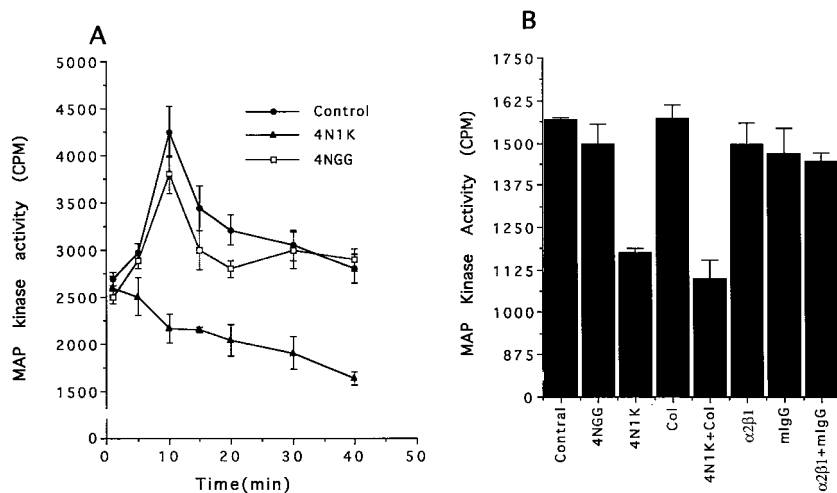 A
5000
4500
4000
3500
3000
2500
2000
1500
0
MAP kinase activity (CPM)
0
10
20
30
40
50
Time(min)
Control
4N1K
4NGG
B
1750
1625
1500
1375
1250
1125
1000
875
0
MAP Kinase Activity (CPM)
Contral
4NGG
4N1K
Col
4N1K+Col
α2β1
mIgG
α2β1+mIgG